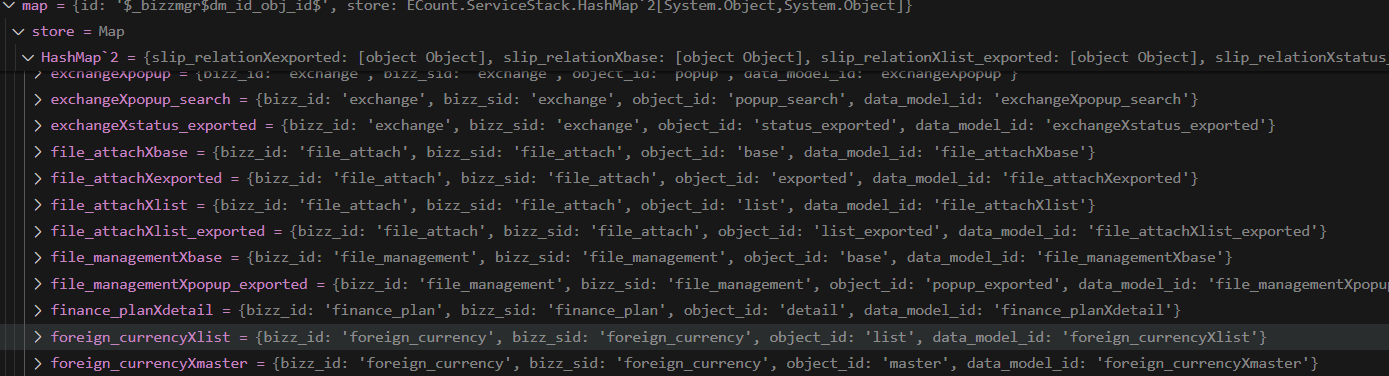 map = {id: '$_bizzmgr$dm_id_obj_id$', store: ECount.ServiceStack.HashMap`2[System.Object,System.Object]}
store = Map
HashMap`2 = {slip_relationXexported: [object Object], slip_relationXbase: [object Object], slip_relationXlist_exported: [object Object], slip_relationXstatus_
exchangeXpopup = {bizz_id: 'exchange', bizz_sid: 'exchange', object_id: 'popup', data_model_id: 'exchangeXpopup'}
exchangeXpopup_search = {bizz_id: 'exchange', bizz_sid: 'exchange', object_id: 'popup_search', data_model_id: 'exchangeXpopup_search'}
exchangeXstatus_exported = {bizz_id: 'exchange', bizz_sid: 'exchange', object_id: 'status_exported', data_model_id: 'exchangeXstatus_exported'}
file_attachXbase = {bizz_id: 'file_attach', bizz_sid: 'file_attach', object_id: 'base', data_model_id: 'file_attachXbase'}
file_attachXexported = {bizz_id: 'file_attach', bizz_sid: 'file_attach', object_id: 'exported', data_model_id: 'file_attachXexported'}
file_attachXlist = {bizz_id: 'file_attach', bizz_sid: 'file_attach', object_id: 'list', data_model_id: 'file_attachXlist'}
file_attachXlist_exported = {bizz_id: 'file_attach', bizz_sid: 'file_attach', object_id: 'list_exported', data_model_id: 'file_attachXlist_exported'}
file_managementXbase = {bizz_id: 'file_management', bizz_sid: 'file_management', object_id: 'base', data_model_id: 'file_managementXbase'}
file_managementXpopup_exported = {bizz_id: 'file_management', bizz_sid: 'file_management', object_id: 'popup_exported', data_model_id: 'file_managementXpopup
finance_planXdetail = {bizz_id: 'finance_plan', bizz_sid: 'finance_plan', object_id: 'detail', data_model_id: 'finance_planXdetail'}
foreign_currencyXlist = {bizz_id: 'foreign_currency', bizz_sid: 'foreign_currency', object_id: 'list', data_model_id: 'foreign_currencyXlist'}
foreign_currencyXmaster = {bizz_id: 'foreign_currency', bizz_sid: 'foreign_currency', object_id: 'master', data_model_id: 'foreign_currencyXmaster'}